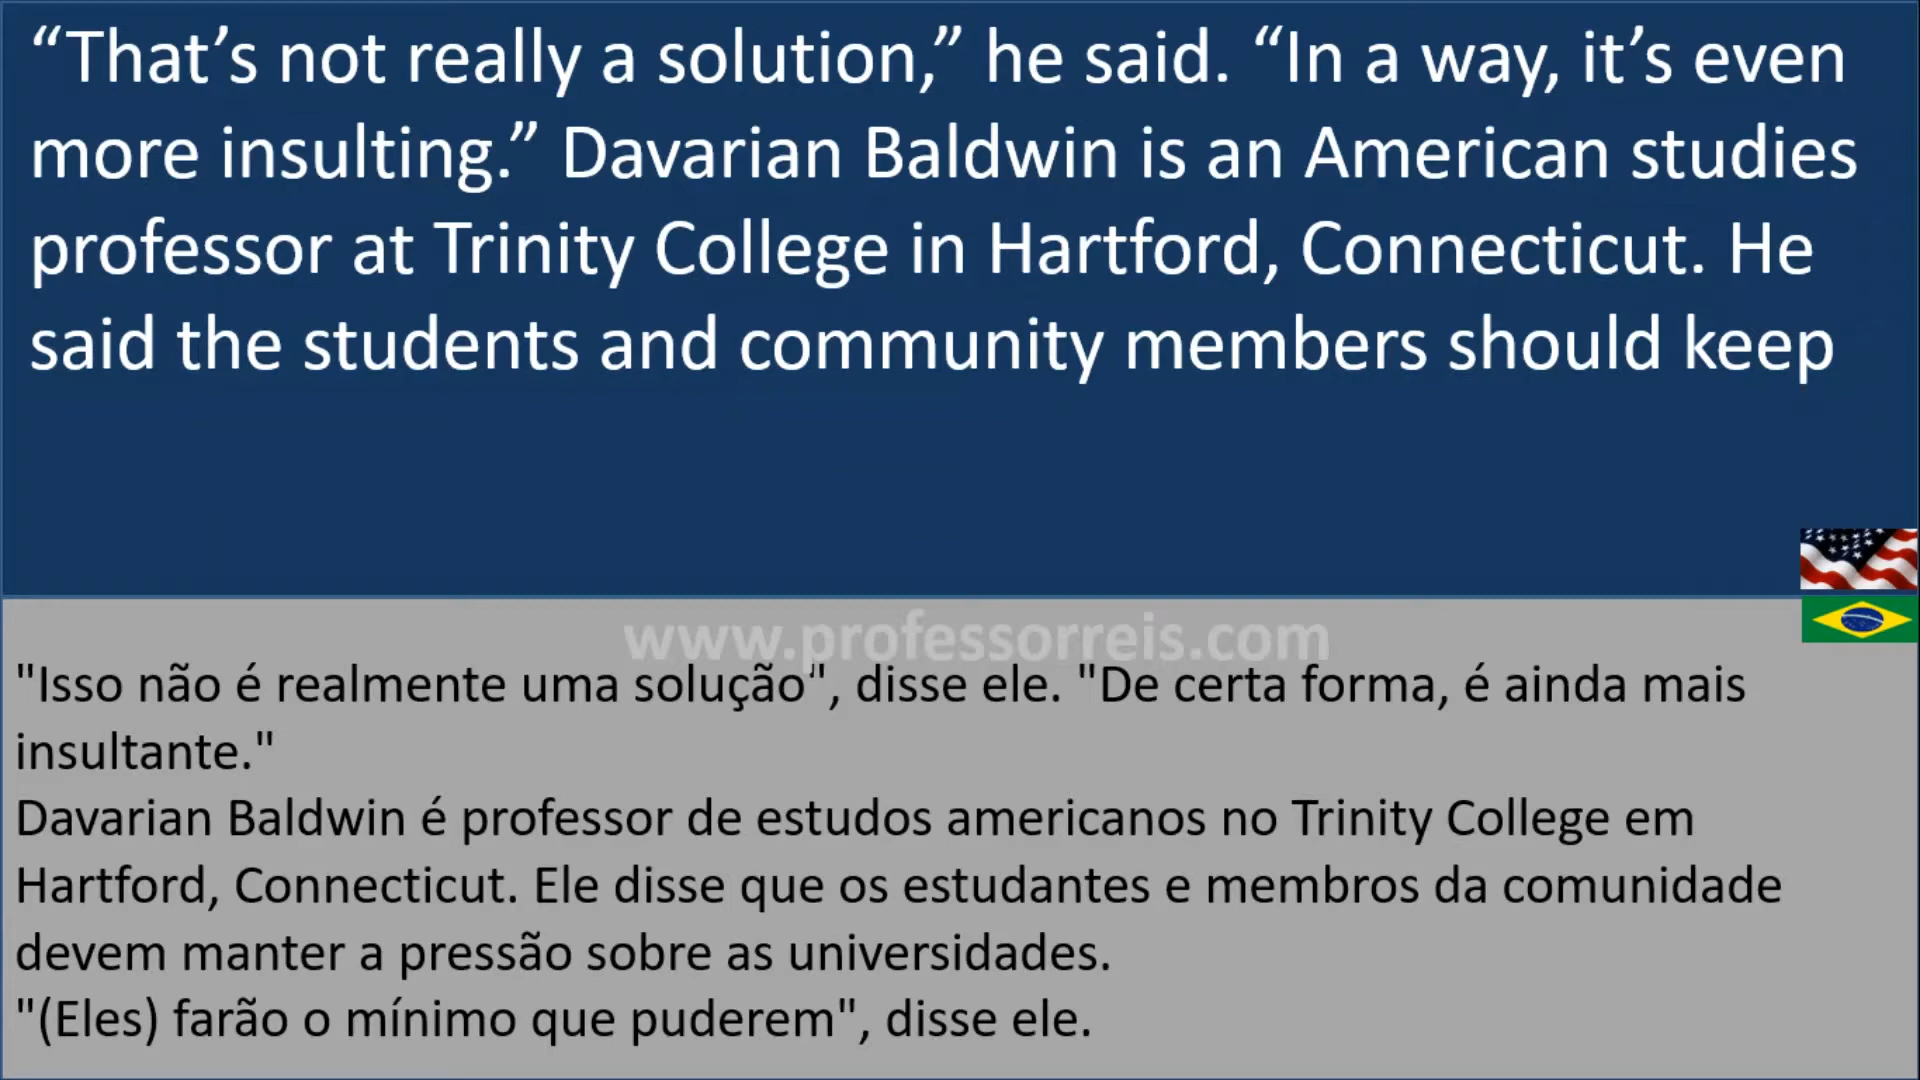 “That’s not really a solution,” he said. “In a way, it’s even
more insulting.” Davarian Baldwin is an American studies
professor at Trinity College in Hartford, Connecticut. He
said the students and community members should keep
www.professorreis.com
"Isso não é realmente uma solução", disse ele. "De certa forma, é ainda mais
insultante."
Davarian Baldwin é professor de estudos americanos no Trinity College em
Hartford, Connecticut. Ele disse que os estudantes e membros da comunidade
devem manter a pressão sobre as universidades.
"(Eles) farão o mínimo que puderem", disse ele.